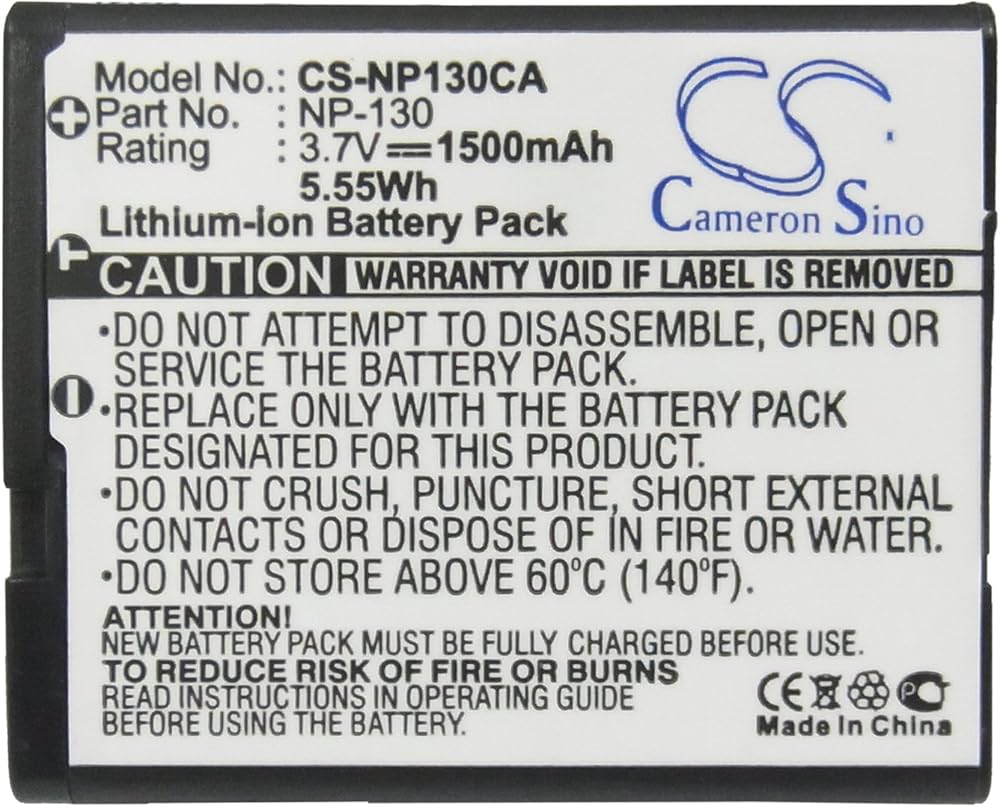 Model No.: CS-NP130CA
Part No. : NP-130
Rating : 3.7V⎓1500mAh
5.55Wh
Lithium-ion Battery Pack
CS
Cameron Sino
+
T
−
CAUTION WARRANTY VOID IF LABEL IS REMOVED
•DO NOT ATTEMPT TO DISASSEMBLE, OPEN OR
SERVICE THE BATTERY PACK.
•REPLACE ONLY WITH THE BATTERY PACK
DESIGNATED FOR THIS PRODUCT.
•DO NOT CRUSH, PUNCTURE, SHORT EXTERNAL
CONTACTS OR DISPOSE OF IN FIRE OR WATER.
•DO NOT STORE ABOVE 60°C (140°F).
ATTENTION!
NEW BATTERY PACK MUST BE FULLY CHARGED BEFORE USE.
TO REDUCE RISK OF FIRE OR BURNS
READ INSTRUCTIONS IN OPERATING GUIDE
BEFORE USING THE BATTERY.
CE PC
Made in China